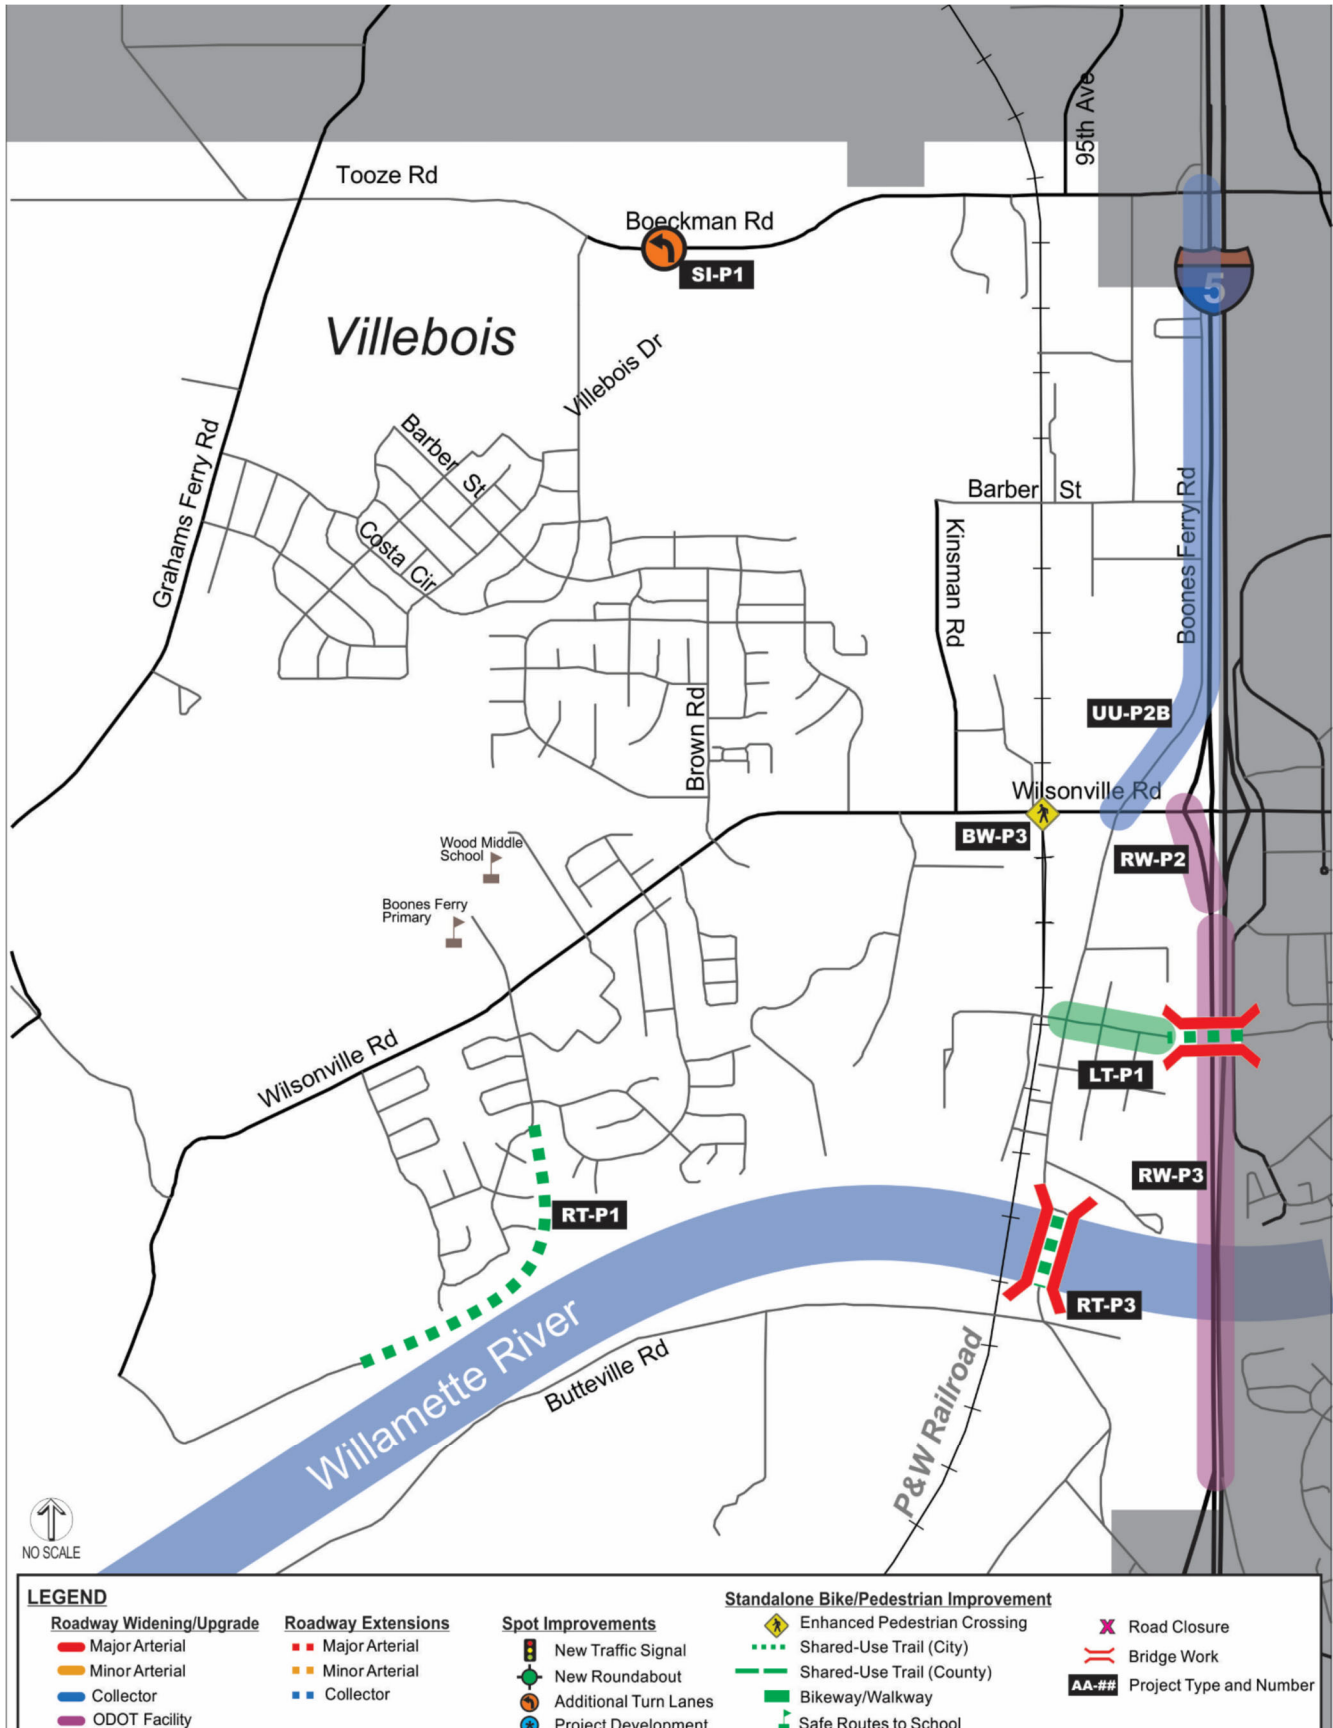 95th Ave
Tooze Rd
Boeckman Rd
SI-P1
5
Villebois
Villebois Dr
Barber St
Grahams Ferry Rd
Costa Cir
Barber St
Kinsman Rd
Boones Ferry Rd
UU-P2B
Brown Rd
Wilsonville Rd
BW-P3
RW-P2
Wood Middle
School
Boones Ferry
Primary
Wilsonville Rd
LT-P1
RW-P3
RT-P1
RT-P3
Willamette River
Butteville Rd
P&W Railroad
NO SCALE
LEGEND
Roadway Widening/Upgrade
Major Arterial
Minor Arterial
Collector
ODOT Facility
Roadway Extensions
Major Arterial
Minor Arterial
Collector
Spot Improvements
New Traffic Signal
New Roundabout
Additional Turn Lanes
Project Development
Standalone Bike/Pedestrian Improvement
Enhanced Pedestrian Crossing
Shared-Use Trail (City)
Shared-Use Trail (County)
Bikeway/Walkway
Safe Routes to School
Road Closure
Bridge Work
AA-## Project Type and Number